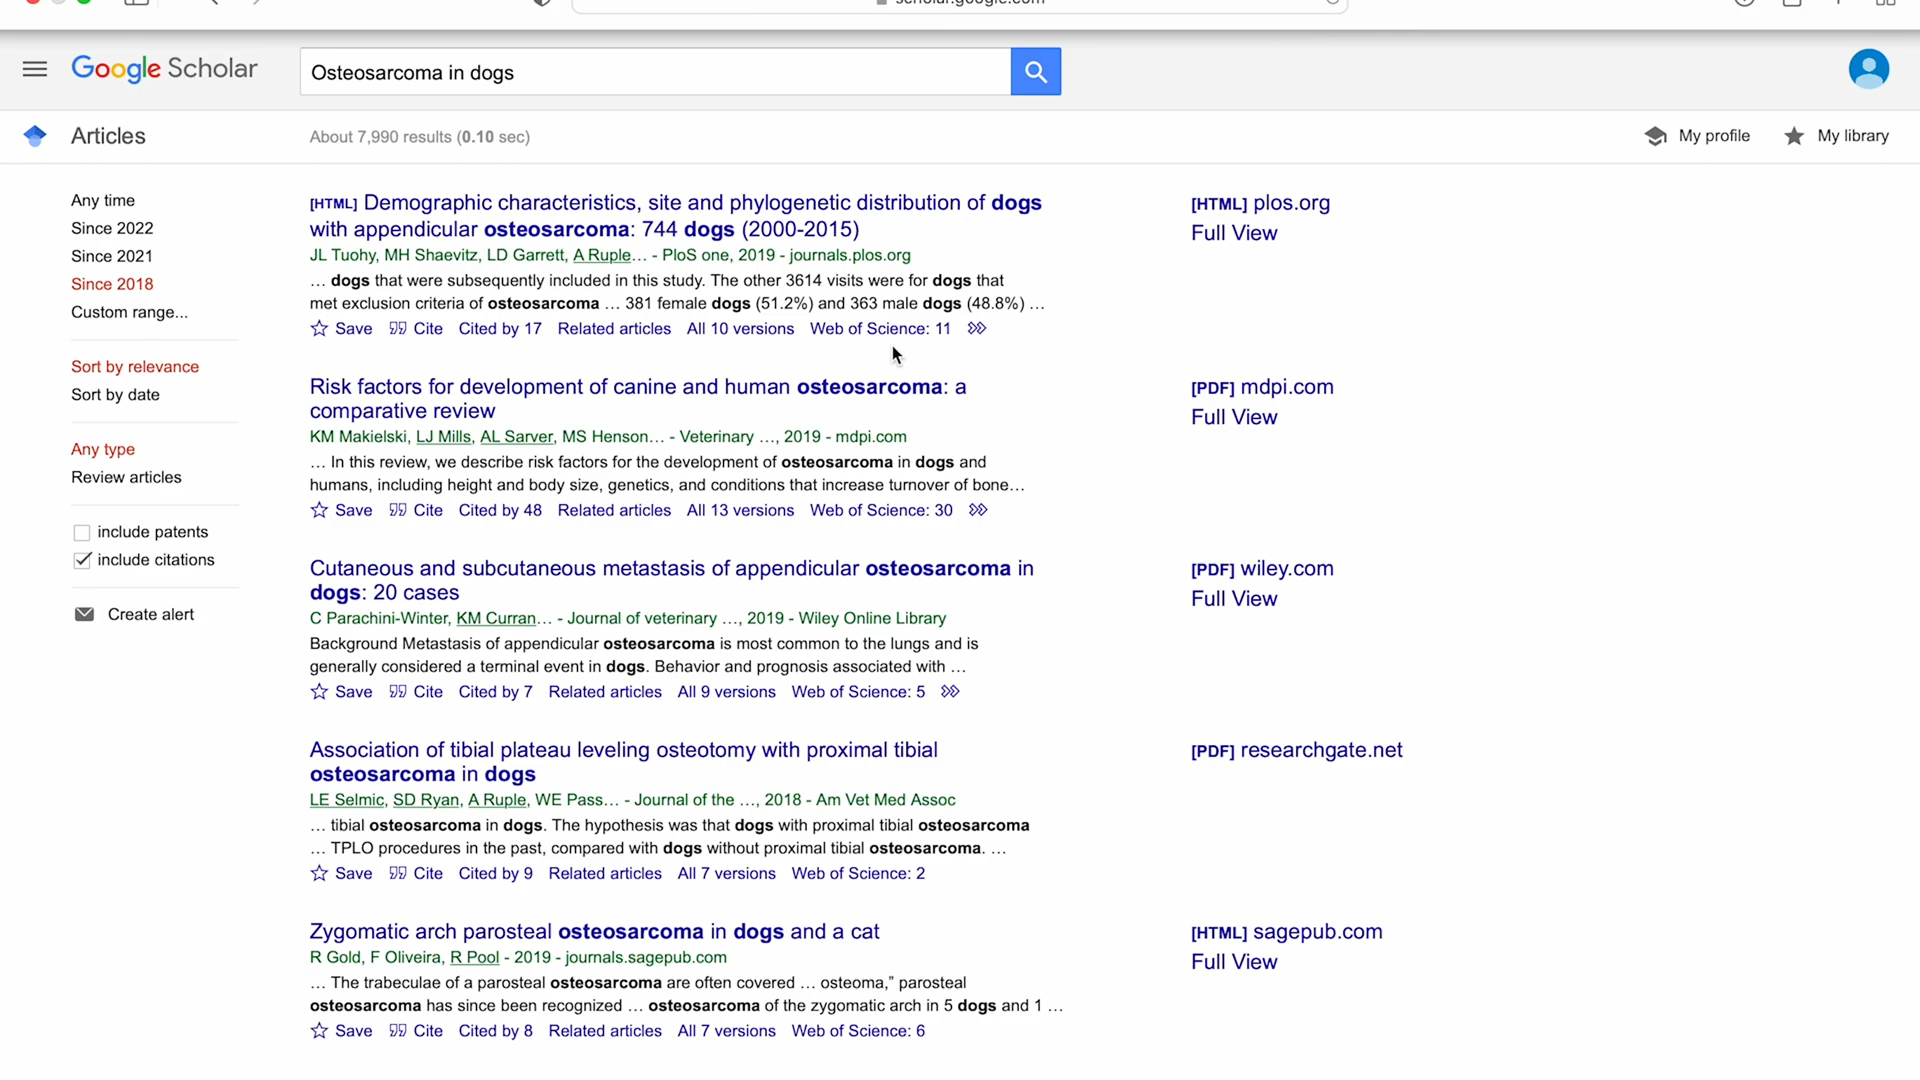 scholar.google.com
Google Scholar
Osteosarcoma in dogs
Articles
About 7,990 results (0.10 sec)
My profile
My library
Any time
Since 2022
Since 2021
Since 2018
Custom range...
Sort by relevance
Sort by date
Any type
Review articles
include patents
include citations
Create alert
[HTML] Demographic characteristics, site and phylogenetic distribution of dogs
with appendicular osteosarcoma: 744 dogs (2000-2015)
JL Tuohy, MH Shaevitz, LD Garrett, A Ruple… - PloS one, 2019 - journals.plos.org
… dogs that were subsequently included in this study. The other 3614 visits were for dogs that
met exclusion criteria of osteosarcoma … 381 female dogs (51.2%) and 363 male dogs (48.8%) …
Save Cite Cited by 17 Related articles All 10 versions Web of Science: 11
[HTML] plos.org
Full View
Risk factors for development of canine and human osteosarcoma: a
comparative review
KM Makielski, LJ Mills, AL Sarver, MS Henson… - Veterinary …, 2019 - mdpi.com
… In this review, we describe risk factors for the development of osteosarcoma in dogs and
humans, including height and body size, genetics, and conditions that increase turnover of bone…
Save Cite Cited by 48 Related articles All 13 versions Web of Science: 30
[PDF] mdpi.com
Full View
Cutaneous and subcutaneous metastasis of appendicular osteosarcoma in
dogs: 20 cases
C Parachini-Winter, KM Curran… - Journal of veterinary …, 2019 - Wiley Online Library
Background Metastasis of appendicular osteosarcoma is most common to the lungs and is
generally considered a terminal event in dogs. Behavior and prognosis associated with …
Save Cite Cited by 7 Related articles All 9 versions Web of Science: 5
[PDF] wiley.com
Full View
Association of tibial plateau leveling osteotomy with proximal tibial
osteosarcoma in dogs
LE Selmic, SD Ryan, A Ruple, WE Pass… - Journal of the …, 2018 - Am Vet Med Assoc
… tibial osteosarcoma in dogs. The hypothesis was that dogs with proximal tibial osteosarcoma
… TPLO procedures in the past, compared with dogs without proximal tibial osteosarcoma. …
Save Cite Cited by 9 Related articles All 7 versions Web of Science: 2
[PDF] researchgate.net
Zygomatic arch parosteal osteosarcoma in dogs and a cat
R Gold, F Oliveira, R Pool - 2019 - journals.sagepub.com
… The trabeculae of a parosteal osteosarcoma are often covered … osteoma,” parosteal
osteosarcoma has since been recognized … osteosarcoma of the zygomatic arch in 5 dogs and 1 …
Save Cite Cited by 8 Related articles All 7 versions Web of Science: 6
[HTML] sagepub.com
Full View